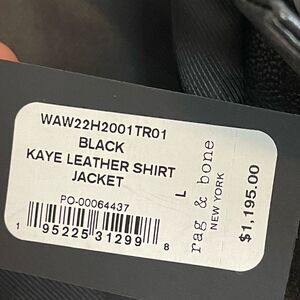 WAW22H2001TR01
BLACK
KAYE LEATHER SHIRT
JACKET
L
PO-00064437
1 95225 31299 8
rag & bone
NEW YORK
$1,195.00